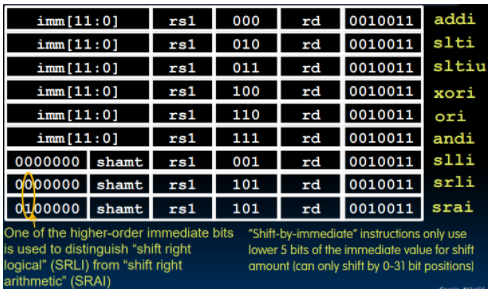 imm[11:0] rs1 000 rd 0010011 addi
imm[11:0] rs1 010 rd 0010011 slti
imm[11:0] rs1 011 rd 0010011 sltiu
imm[11:0] rs1 100 rd 0010011 xori
imm[11:0] rs1 110 rd 0010011 ori
imm[11:0] rs1 111 rd 0010011 andi
0000000 shamt rs1 001 rd 0010011 slli
0000000 shamt rs1 101 rd 0010011 srli
0100000 shamt rs1 101 rd 0010011 srai
One of the higher-order immediate bits
is used to distinguish “shift right
logical” (SRLI) from “shift right
arithmetic” (SRAI)
“Shift-by-immediate” instructions only use
lower 5 bits of the immediate value for shift
amount (can only shift by 0-31 bit positions)